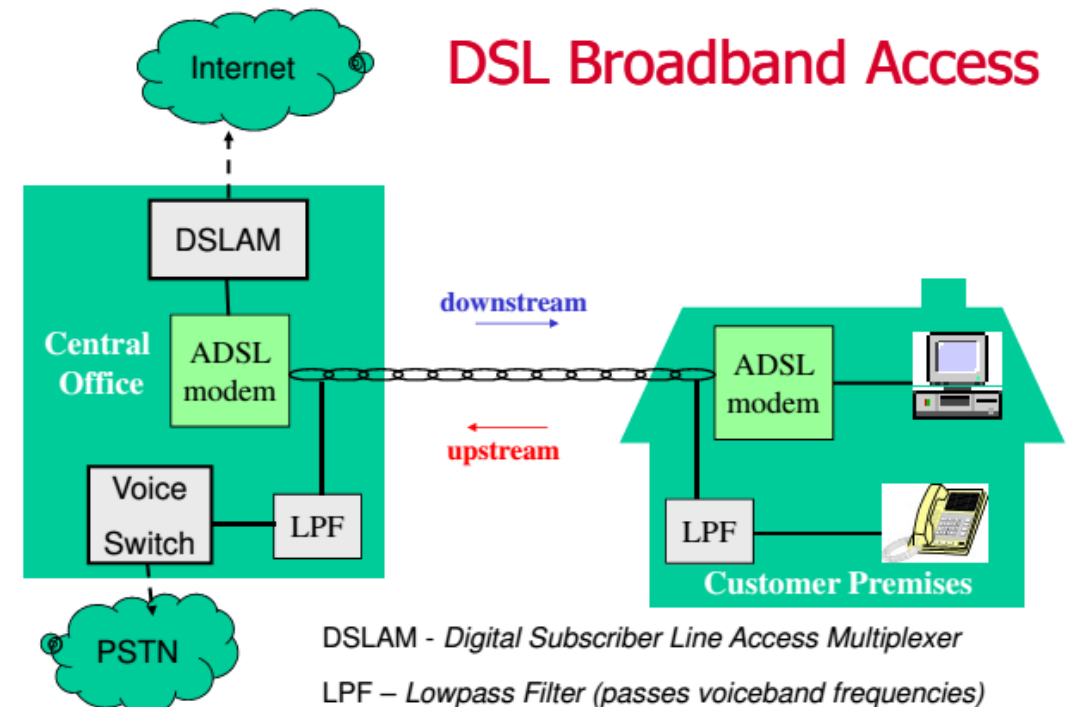 Internet
DSL Broadband Access
DSLAM
downstream
Central
Office
ADSL
modem
ADSL
modem
upstream
Voice
Switch
LPF
LPF
Customer Premises
PSTN
DSLAM - Digital Subscriber Line Access Multiplexer
LPF – Lowpass Filter (passes voiceband frequencies)